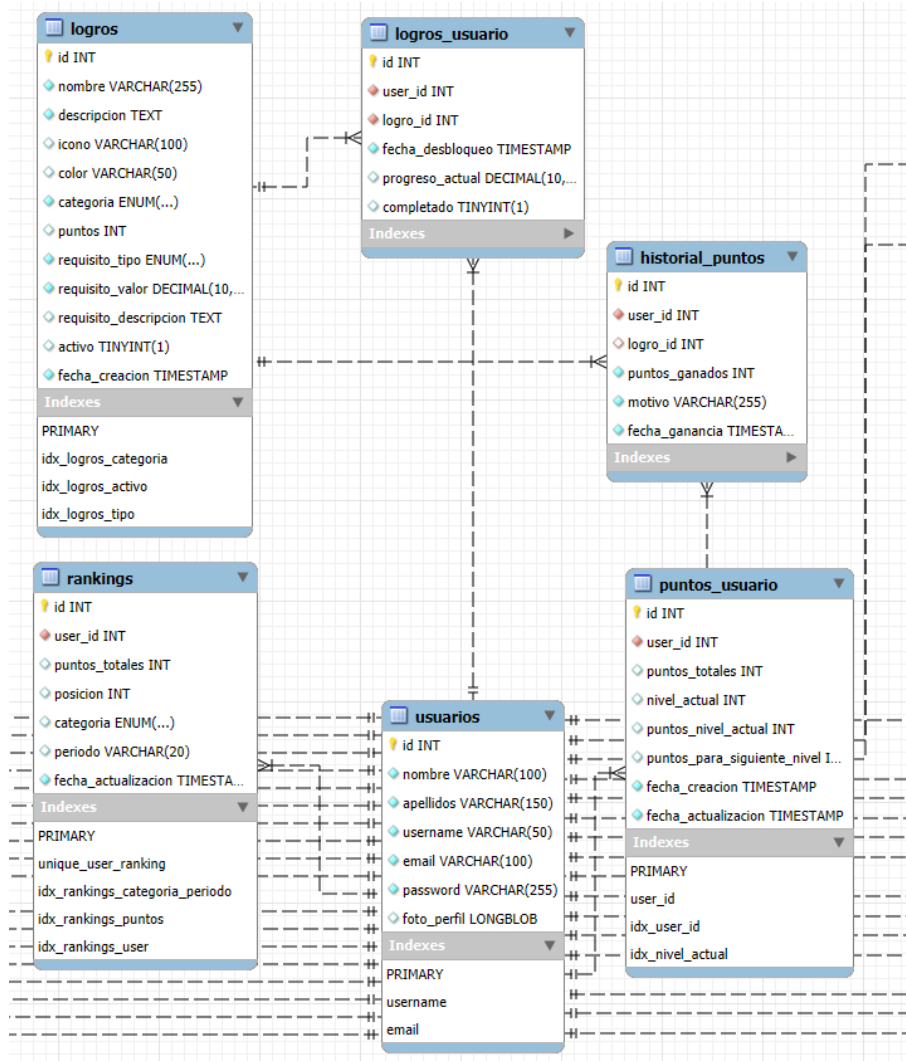 logros
id INT
nombre VARCHAR(255)
descripcion TEXT
icono VARCHAR(100)
color VARCHAR(50)
categoria ENUM(...)
puntos INT
requisito_tipo ENUM(...)
requisito_valor DECIMAL(10,...
requisito_descripcion TEXT
activo TINYINT(1)
fecha_creacion TIMESTAMP
Indexes
PRIMARY
idx_logros_categoria
idx_logros_activo
idx_logros_tipo
logros_usuario
id INT
user_id INT
logro_id INT
fecha_desbloqueo TIMESTAMP
progreso_actual DECIMAL(10,...
completado TINYINT(1)
Indexes
historial_puntos
id INT
user_id INT
logro_id INT
puntos_ganados INT
motivo VARCHAR(255)
fecha_ganancia TIMESTA...
Indexes
rankings
id INT
user_id INT
puntos_totales INT
posicion INT
categoria ENUM(...)
periodo VARCHAR(20)
fecha_actualizacion TIMESTA...
Indexes
PRIMARY
unique_user_ranking
idx_rankings_categoria_periodo
idx_rankings_puntos
idx_rankings_user
usuarios
id INT
nombre VARCHAR(100)
apellidos VARCHAR(150)
username VARCHAR(50)
email VARCHAR(100)
password VARCHAR(255)
foto_perfil LONGBLOB
Indexes
PRIMARY
username
email
puntos_usuario
id INT
user_id INT
puntos_totales INT
nivel_actual INT
puntos_nivel_actual INT
puntos_para_siguiente_nivel I...
fecha_creacion TIMESTAMP
fecha_actualizacion TIMESTAMP
Indexes
PRIMARY
user_id
idx_user_id
idx_nivel_actual